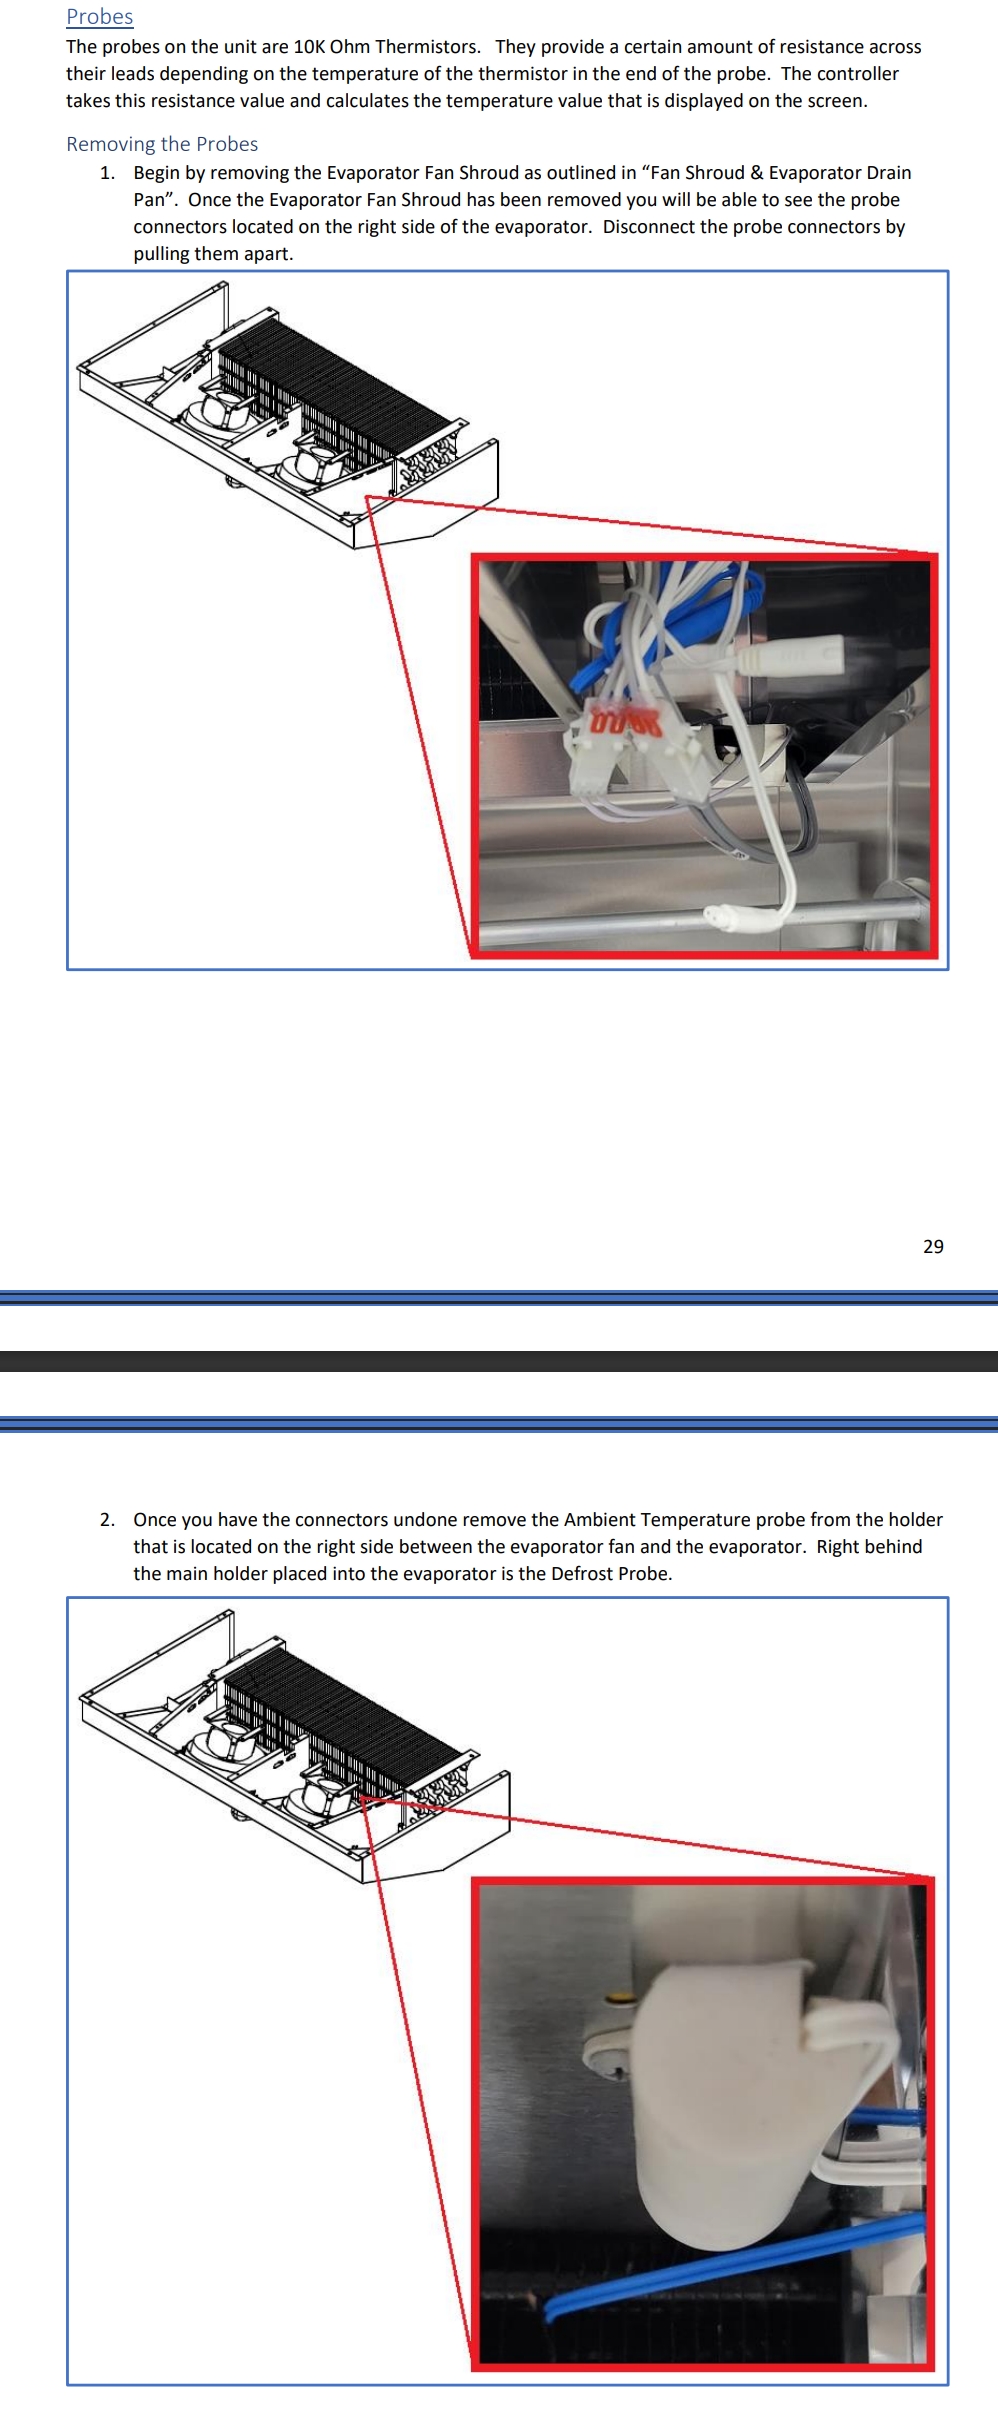 Probes
The probes on the unit are 10K Ohm Thermistors.  They provide a certain amount of resistance across
their leads depending on the temperature of the thermistor in the end of the probe.  The controller
takes this resistance value and calculates the temperature value that is displayed on the screen.
Removing the Probes
1. Begin by removing the Evaporator Fan Shroud as outlined in “Fan Shroud & Evaporator Drain
Pan”.  Once the Evaporator Fan Shroud has been removed you will be able to see the probe
connectors located on the right side of the evaporator.  Disconnect the probe connectors by
pulling them apart.
29
2. Once you have the connectors undone remove the Ambient Temperature probe from the holder
that is located on the right side between the evaporator fan and the evaporator.  Right behind
the main holder placed into the evaporator is the Defrost Probe.